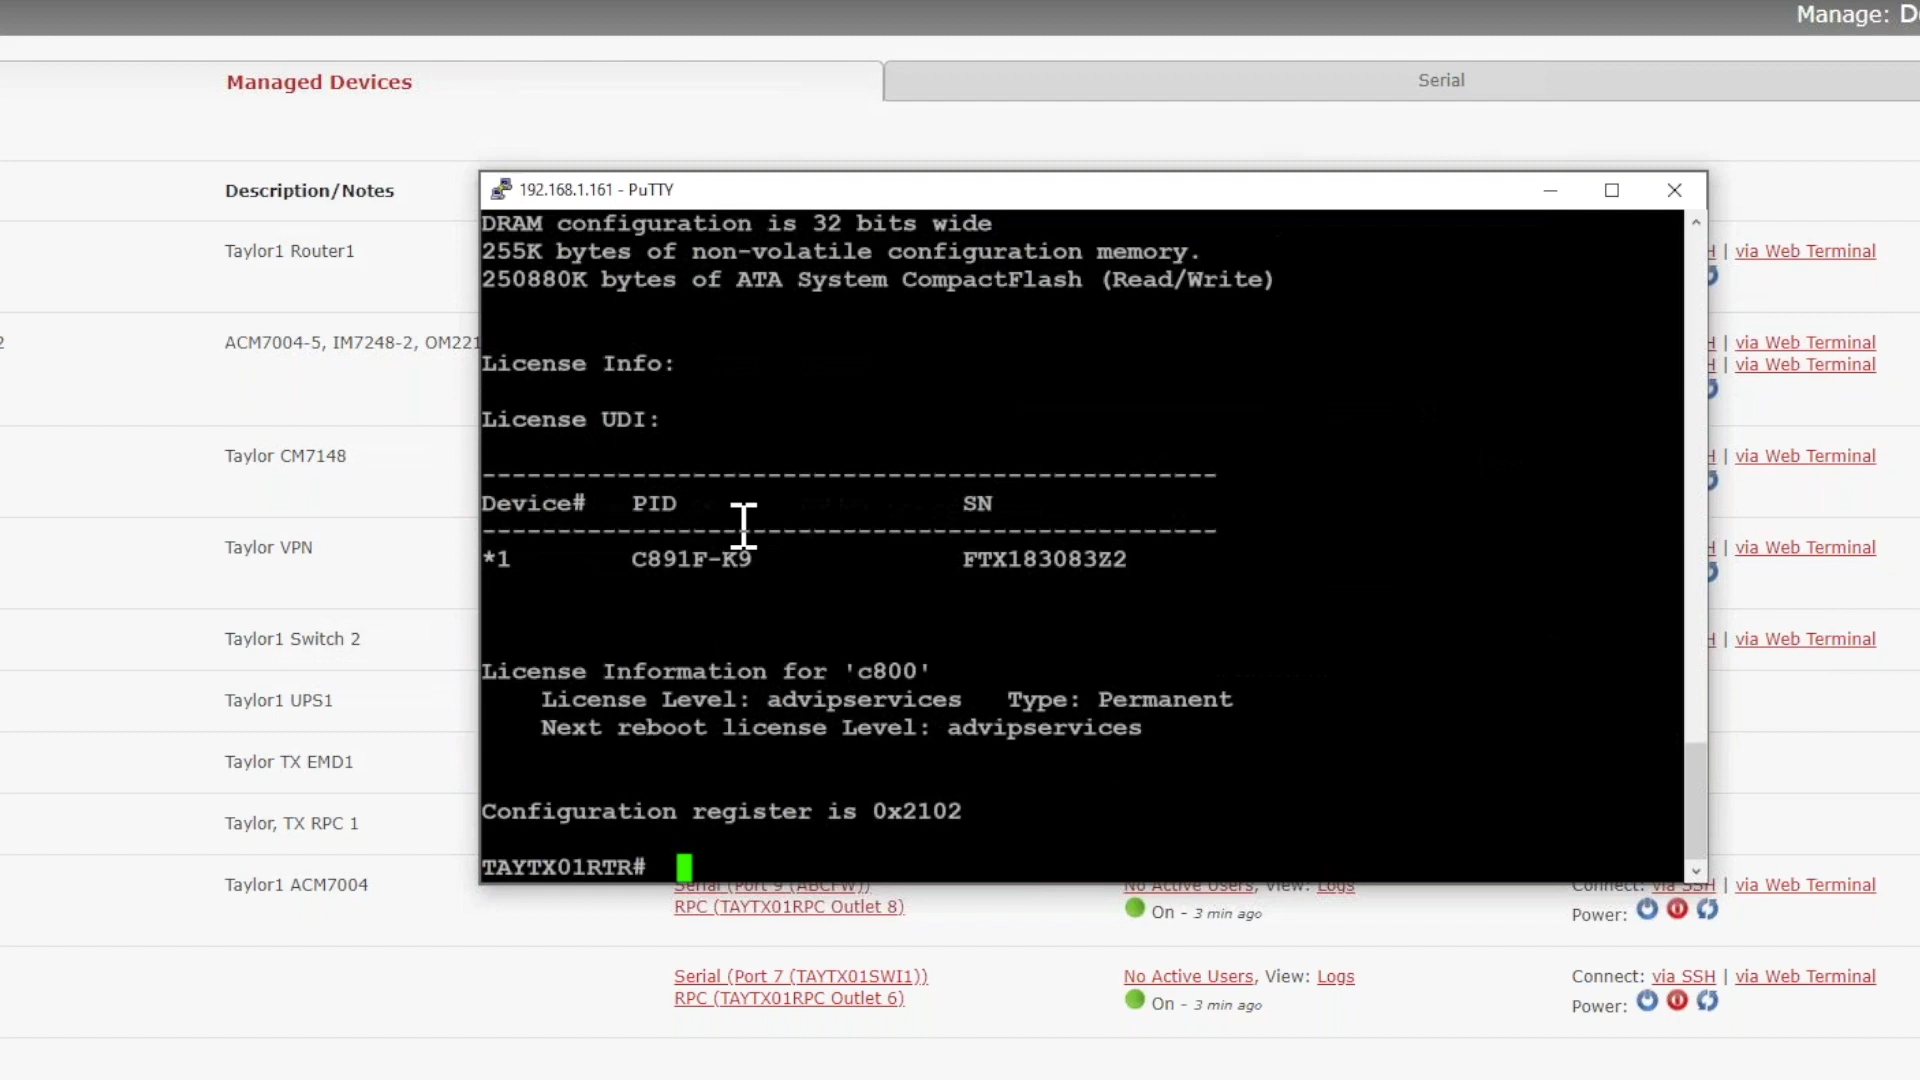 Manage: D
Managed Devices
Serial
Description/Notes
192.168.1.161 - PuTTY
DRAM configuration is 32 bits wide
255K bytes of non-volatile configuration memory.
250880K bytes of ATA System CompactFlash (Read/Write)
License Info:
License UDI:
-------------------------------------------------
Device# PID SN
-------------------------------------------------
*1 C891F-K9 FTX183083Z2
License Information for 'c800'
License Level: advipservices Type: Permanent
Next reboot license Level: advipservices
Configuration register is 0x2102
TAYTX01RTR#
Taylor1 Router1
H | via Web Terminal
2
ACM7004-5, IM7248-2, OM221
H | via Web Terminal
H | via Web Terminal
Taylor CM7148
H | via Web Terminal
Taylor VPN
H | via Web Terminal
Taylor1 Switch 2
H | via Web Terminal
Taylor1 UPS1
Taylor TX EMD1
Taylor, TX RPC 1
Taylor1 ACM7004
Serial (Port 9 (ABCFW))
No Active Users, View: Logs
Connect: via SSH | via Web Terminal
RPC (TAYTX01RPC Outlet 8)
On - 3 min ago
Power:
Serial (Port 7 (TAYTX01SWI1))
No Active Users, View: Logs
Connect: via SSH | via Web Terminal
RPC (TAYTX01RPC Outlet 6)
On - 3 min ago
Power: